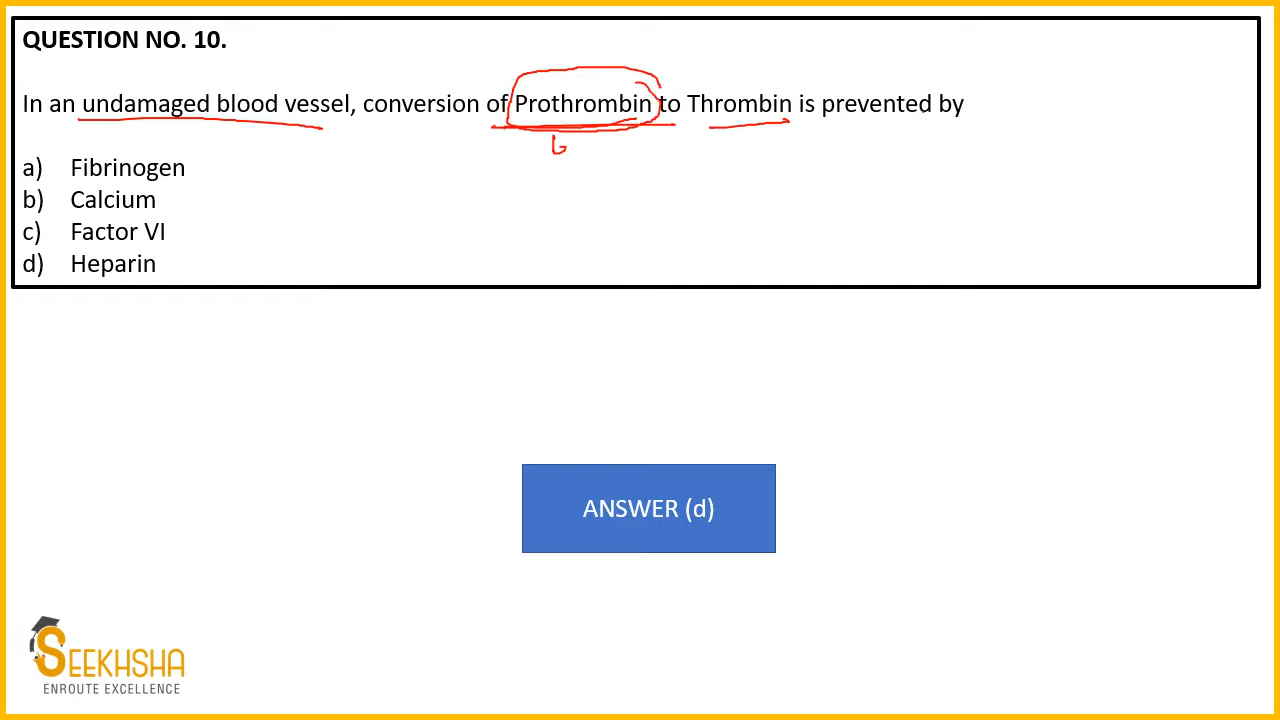 QUESTION NO. 10.
In an undamaged blood vessel, conversion of Prothrombin to Thrombin is prevented by
a) Fibrinogen
b) Calcium
c) Factor VI
d) Heparin
ANSWER (d)
SEEKHSHA
ENROUTE EXCELLENCE